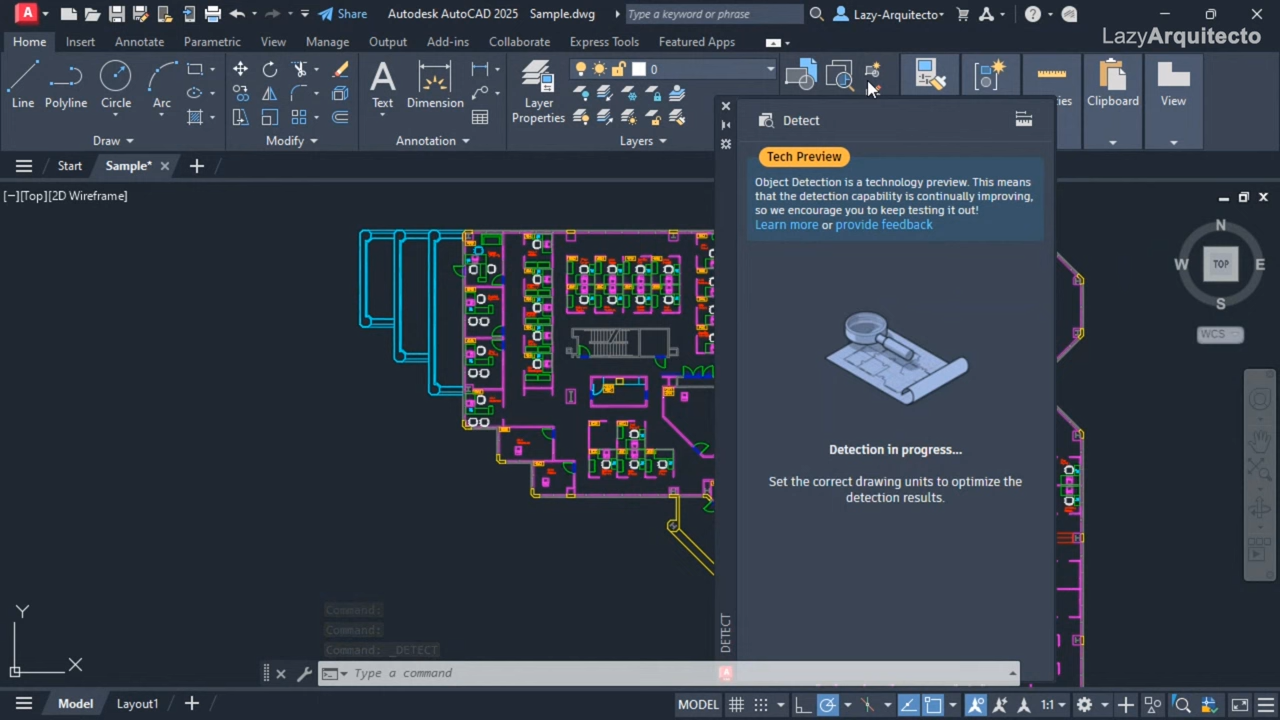 A
Share
Autodesk AutoCAD 2025 Sample.dwg
Type a keyword or phrase
Lazy-Arquitecto
?
LazyArquitecto
Home Insert Annotate Parametric View Manage Output Add-ins Collaborate Express Tools Featured Apps
0
Line Polyline Circle Arc
Text Dimension
Layer
Properties
Clipboard View
Draw Modify Annotation Layers
Start Sample* +
[−][Top][2D Wireframe]
Detect
Tech Preview
Object Detection is a technology preview. This means
that the detection capability is continually improving,
so we encourage you to keep testing it out!
Learn more or provide feedback
Detection in progress...
Set the correct drawing units to optimize the
detection results.
DETECT
N
W TOP E
S
WCS
Y
X
Command:
Command:
Command: _DETECT
Type a command
Model Layout1 +
MODEL
1:1